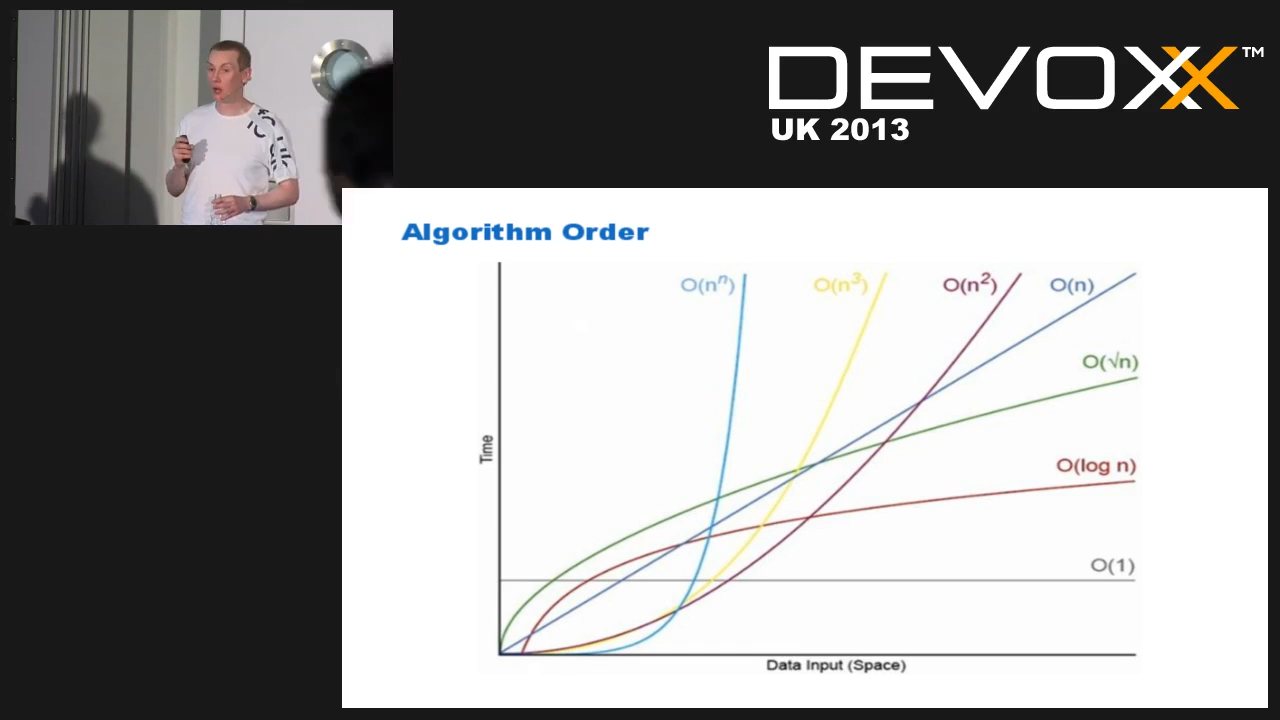 DEVOXX™
UK 2013
Algorithm Order
O(nⁿ)
O(n³)
O(n²)
O(n)
O(√n)
O(log n)
O(1)
Time
Data Input (Space)